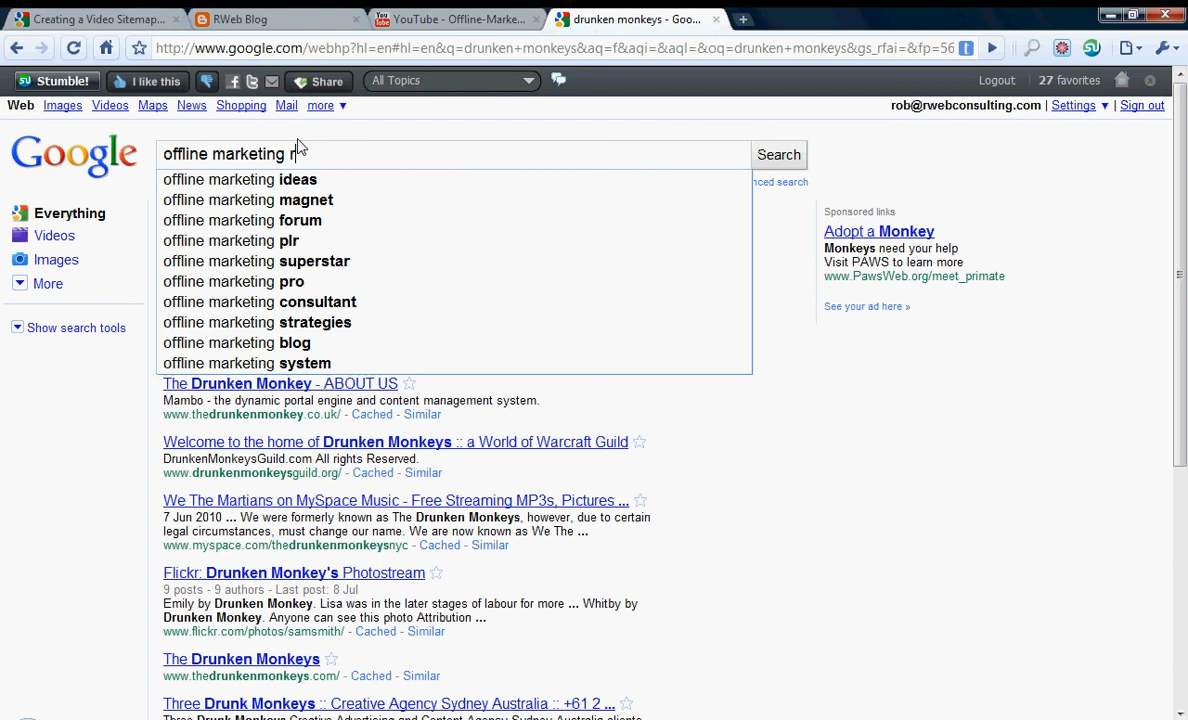 Creating a Video Sitemap...
RWeb Blog
YouTube - Offline-Marke...
drunken monkeys - Goo...
http://www.google.com/webhp?hl=en#hl=en&q=drunken+monkeys&aq=f&aqi=&aql=&oq=drunken+monkeys&gs_rfai=&fp=56
Stumble! I like this Share All Topics Logout 27 favorites
Web Images Videos Maps News Shopping Mail more ▼ rob@rwebconsulting.com | Settings ▼ | Sign out
Google
offline marketing r
Search
offline marketing ideas
offline marketing magnet
offline marketing forum
offline marketing plr
offline marketing superstar
offline marketing pro
offline marketing consultant
offline marketing strategies
offline marketing blog
offline marketing system
nced search
Everything
Videos
Images
More
Show search tools
Sponsored links
Adopt a Monkey
Monkeys need your help
Visit PAWS to learn more
www.PawsWeb.org/meet_primate
See your ad here »
The Drunken Monkey - ABOUT US
Mambo - the dynamic portal engine and content management system.
www.thedrunkenmonkey.co.uk/ - Cached - Similar
Welcome to the home of Drunken Monkeys :: a World of Warcraft Guild
DrunkenMonkeysGuild.com All rights Reserved.
www.drunkenmonkeysguild.org/ - Cached - Similar
We The Martians on MySpace Music - Free Streaming MP3s, Pictures ...
7 Jun 2010 ... We were formerly known as The Drunken Monkeys, however, due to certain
legal circumstances, must change our name. We are now known as We The ...
www.myspace.com/thedrunkenmonkeysnyc - Cached - Similar
Flickr: Drunken Monkey's Photostream
9 posts - 9 authors - Last post: 8 Jul
Emily by Drunken Monkey. Lisa was in the later stages of labour for more ... Whitby by
Drunken Monkey. Anyone can see this photo Attribution ...
www.flickr.com/photos/samsmith/ - Cached - Similar
The Drunken Monkeys
www.thedrunkenmonkeys.com/ - Cached - Similar
Three Drunk Monkeys :: Creative Agency Sydney Australia :: +61 2 ...
Three Drunk Monkeys Creative Advertising and Content Agency Sydney Australia clients